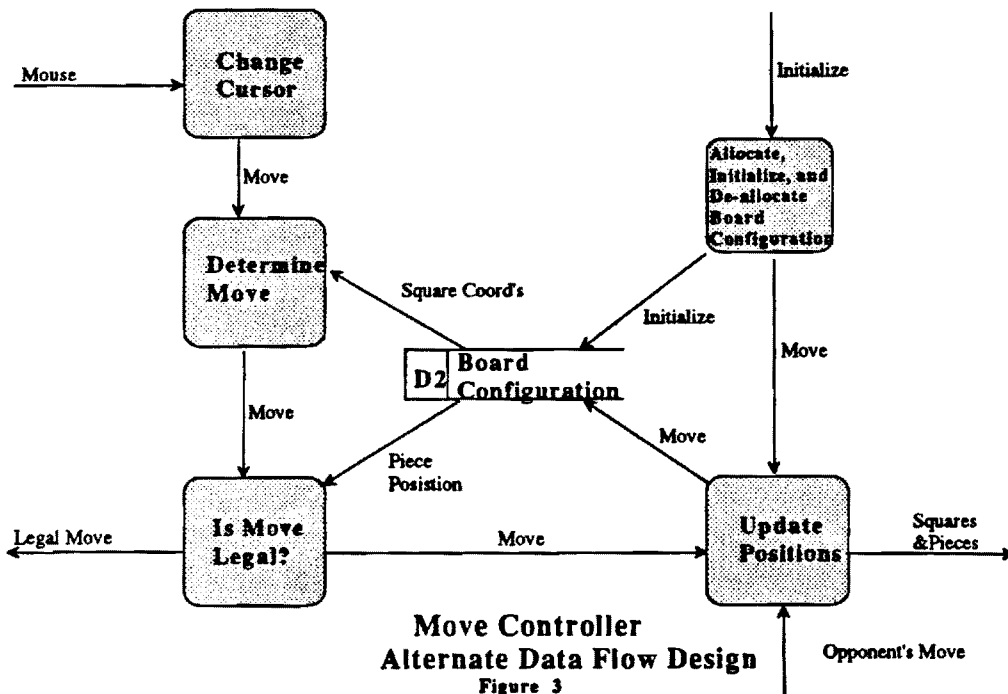 Change
Cursor
Mouse
Initialize
Move
Allocate,
Initialize, and
De-allocate
Board
Configuration
Determine
Move
Square Coord's
Initialize
Move
D2
Board
Configuration
Move
Move
Piece
Posistion
Is Move
Legal?
Legal Move
Move
Update
Positions
Squares
&Pieces
Move Controller
Alternate Data Flow Design
Figure 3
Opponent's Move